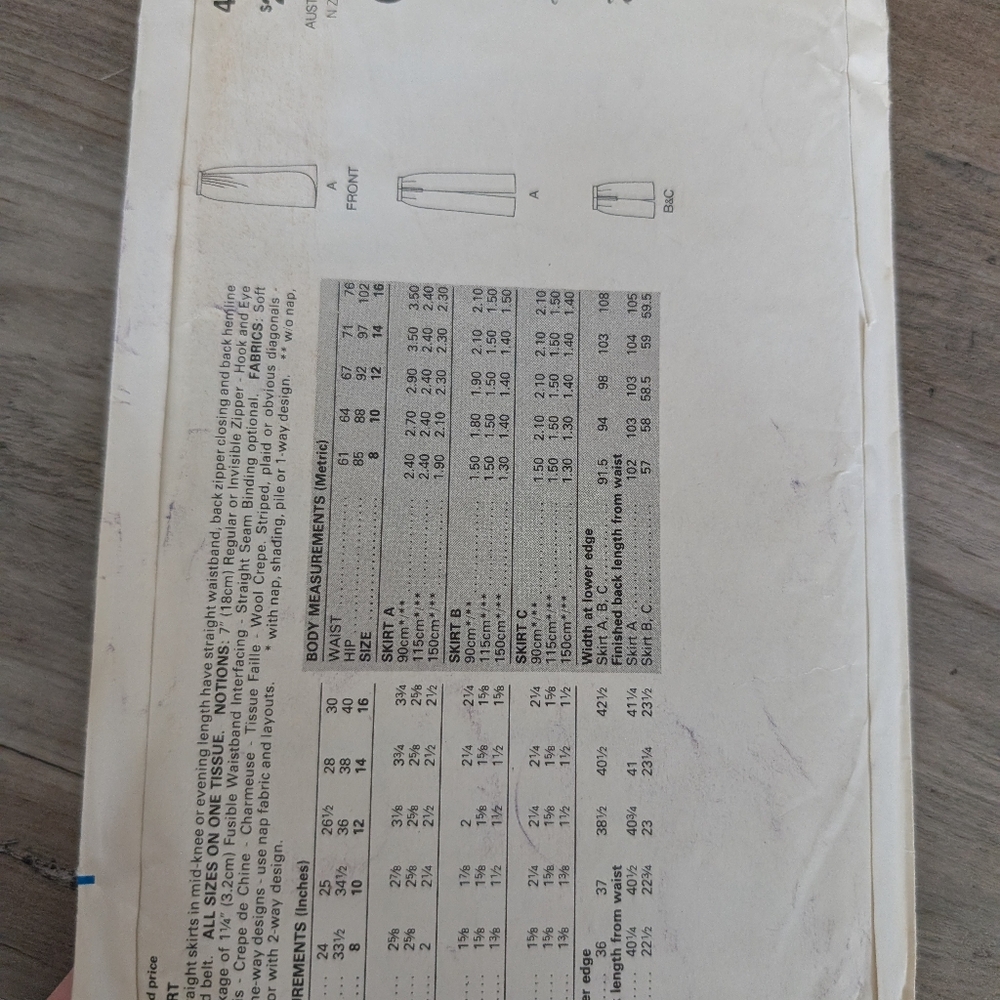 4
$
AUST
N Z
d price
RT
aight skirts in mid-knee or evening length have straight waistband, back zipper closing and back hemline
d belt. ALL SIZES ON ONE TISSUE. NOTIONS: 7" (18cm) Regular or Invisible Zipper - Hook and Eye
kage of 1¼" (3.2cm) Fusible Waistband Interfacing - Straight Seam Binding optional. FABRICS: Soft
s - Crepe de Chine - Charmeuse - Tissue Faille - Wool Crepe. Striped, plaid or obvious diagonals -
ne-way designs - use nap fabric and layouts. * with nap, shading, pile or 1-way design. ** w/o nap,
or with 2-way design.
REMENTS (Inches)
.... 24 25 26½ 28 30
.... 33½ 34½ 36 38 40
.... 8 10 12 14 16
.... 2⅝ 2⅞ 3⅛ 3¾ 3¾
.... 2⅝ 2⅝ 2⅝ 2⅝ 2⅝
.... 2 2¼ 2½ 2½ 2½
.... 1⅝ 1⅞ 2 2¼ 2¼
.... 1⅝ 1⅝ 1⅝ 1⅝ 1⅝
.... 1⅜ 1½ 1½ 1½ 1⅝
.... 1⅝ 2¼ 2¼ 2¼ 2¼
.... 1⅝ 1⅝ 1⅝ 1⅝ 1⅝
.... 1⅜ 1⅜ 1½ 1½ 1½
er edge
.... 36 37 38½ 40½ 42½
length from waist
.... 40¼ 40½ 40¾ 41 41¼
.... 22½ 22¾ 23 23¼ 23½
BODY MEASUREMENTS (Metric)
WAIST .... 61 64 67 71 76
HIP .... 85 88 92 97 102
SIZE .... 8 10 12 14 16
SKIRT A
90cm*/** .... 2.40 2.70 2.90 3.50 3.50
115cm*/** .... 2.40 2.40 2.40 2.40 2.40
150cm*/** .... 1.90 2.10 2.30 2.30 2.30
SKIRT B
90cm*/** .... 1.50 1.80 1.90 2.10 2.10
115cm*/** .... 1.50 1.50 1.50 1.50 1.50
150cm*/** .... 1.30 1.40 1.40 1.40 1.50
SKIRT C
90cm*/** .... 1.50 2.10 2.10 2.10 2.10
115cm*/** .... 1.50 1.50 1.50 1.50 1.50
150cm*/** .... 1.30 1.30 1.40 1.40 1.40
Width at lower edge
Skirt A, B, C .... 91.5 94 98 103 108
Finished back length from waist
Skirt A .... 102 103 103 104 105
Skirt B, C .... 57 58 58.5 59 59.5
A
FRONT
A
B&C